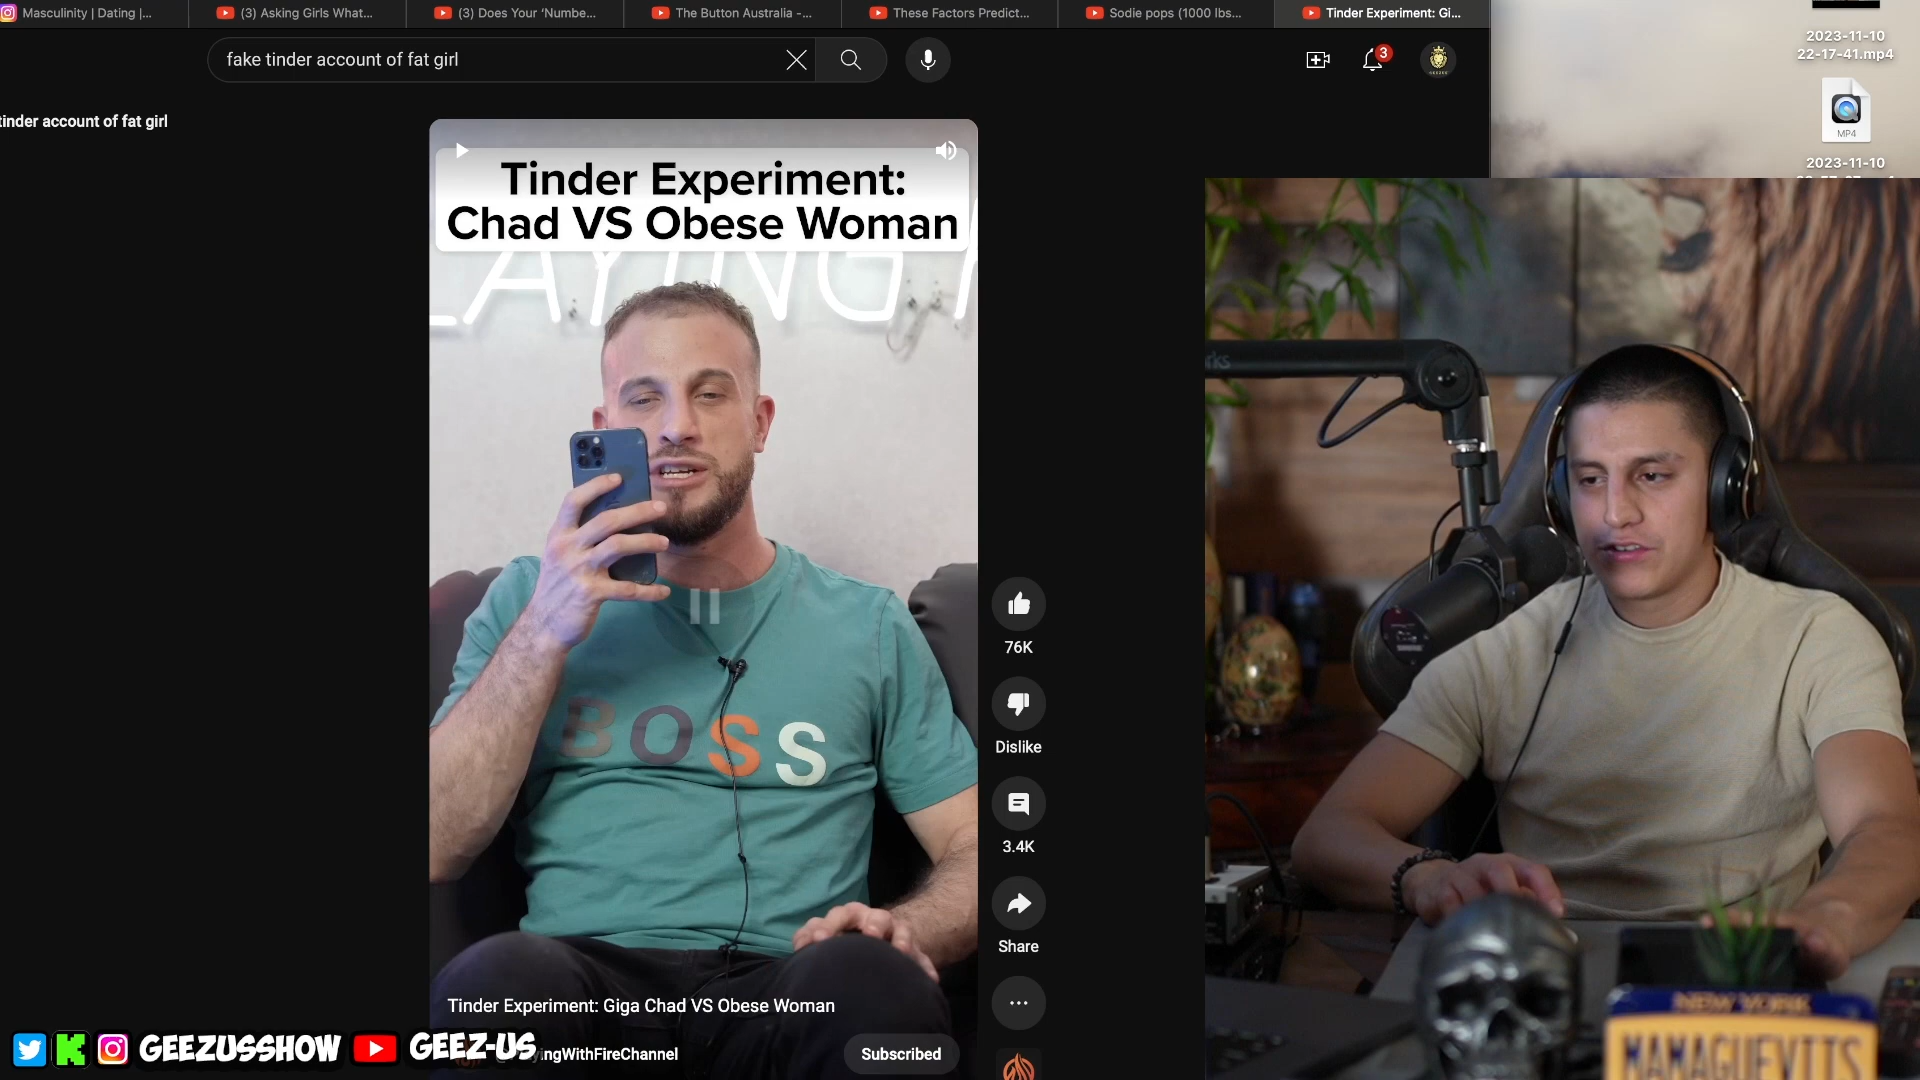 Masculinity | Dating |...
(3) Asking Girls What...
(3) Does Your ‘Numbe...
The Button Australia -...
These Factors Predict...
Sodie pops (1000 lbs...
Tinder Experiment: Gi...
fake tinder account of fat girl
3
2023-11-10
22-17-41.mp4
tinder account of fat girl
MP4
2023-11-10
Tinder Experiment:
Chad VS Obese Woman
BOSS
76K
Dislike
3.4K
Share
Tinder Experiment: Giga Chad VS Obese Woman
GEEZUSSHOW
GEEZ-US
yingWithFireChannel
Subscribed
NEW YORK
MAMAGUEVITS